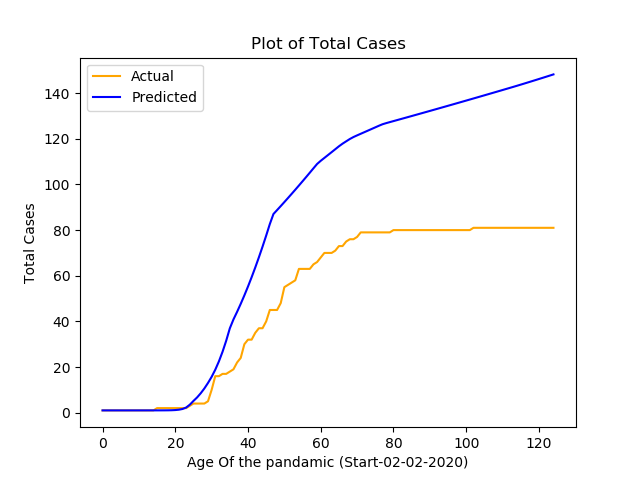 Plot of Total Cases
Actual
Predicted
Total Cases
140
120
100
80
60
40
20
0
0 20 40 60 80 100 120
Age Of the pandamic (Start-02-02-2020)